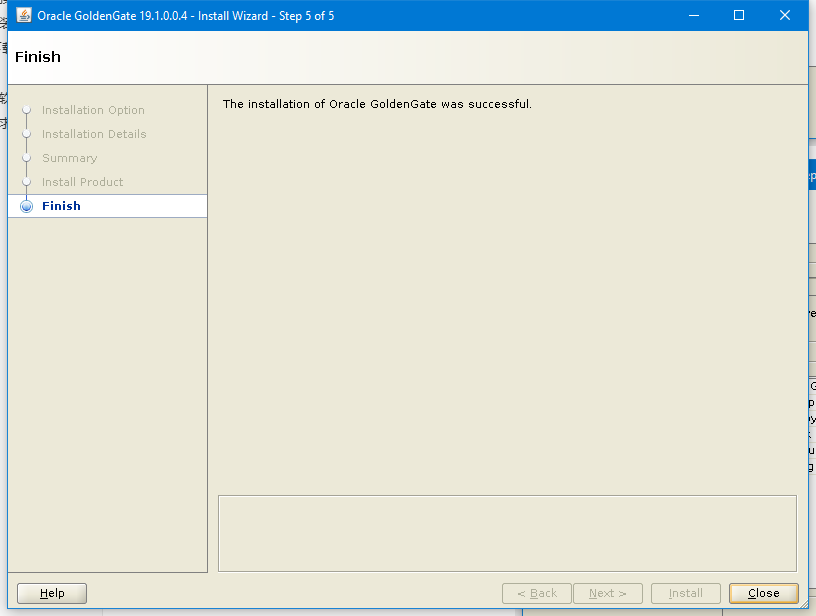 Oracle GoldenGate 19.1.0.0.4 - Install Wizard - Step 5 of 5
Finish
Installation Option
Installation Details
Summary
Install Product
Finish
The installation of Oracle GoldenGate was successful.
Help
< Back
Next >
Install
Close